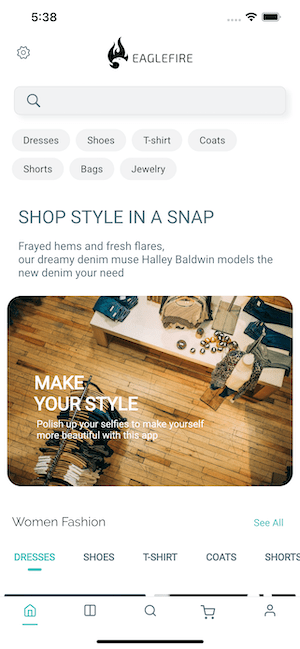 5:38
EAGLEFIRE
Dresses Shoes T-shirt Coats
Shorts Bags Jewelry
SHOP STYLE IN A SNAP
Frayed hems and fresh flares,
our dreamy denim muse Halley Baldwin models the
new denim your need
MAKE
YOUR STYLE
Polish up your selfies to make yourself
more beautiful with this app
Women Fashion See All
DRESSES SHOES T-SHIRT COATS SHORTS